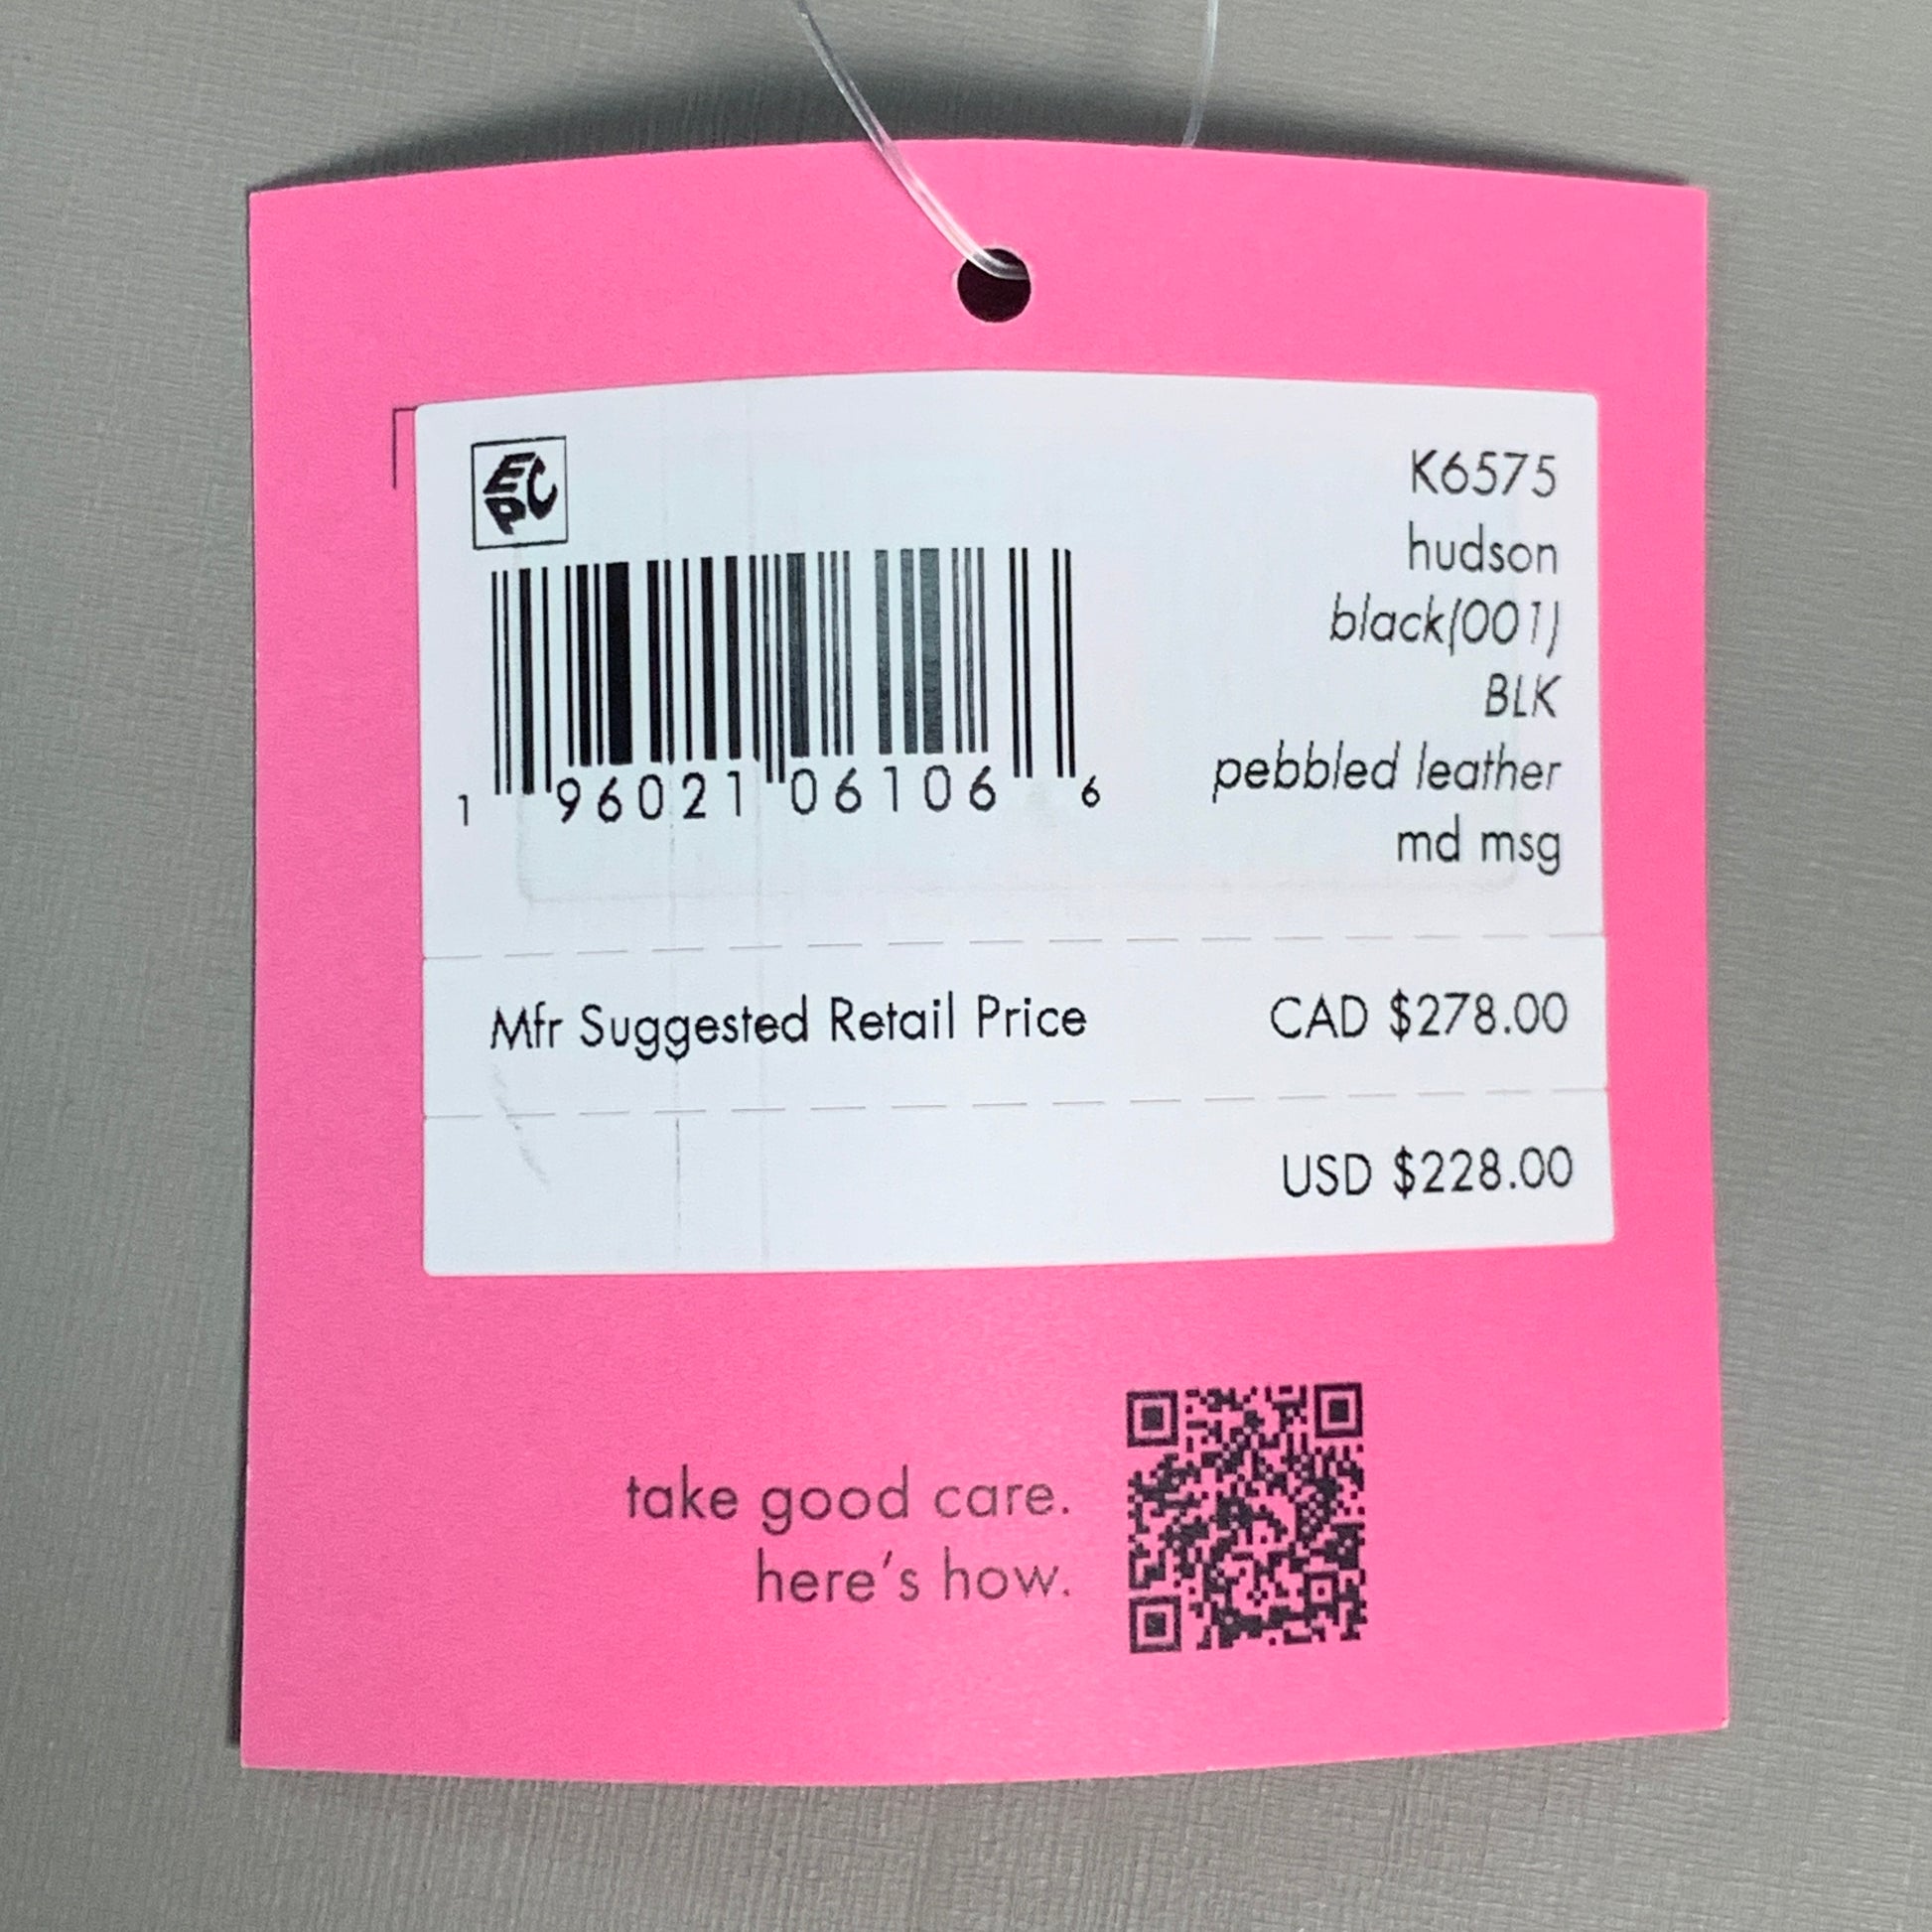 EPC
K6575
hudson
black(001)
BLK
pebbled leather
md msg
1 96021 06106 6
Mfr Suggested Retail Price CAD $278.00
USD $228.00
take good care.
here's how.